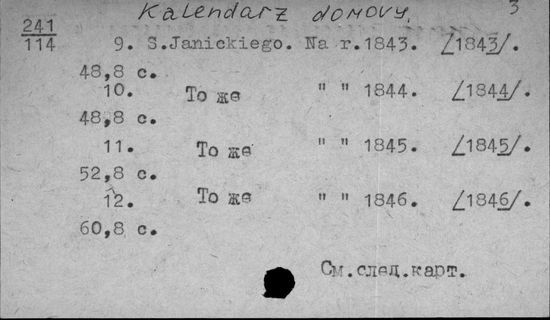 Kalendarz domowy.
3
241
114
9. S.Janickiego. Na r.1843. /1843/.
48,8 с.
10. То же " " 1844. /1844/.
48,8 с.
11. То же " " 1845. /1845/.
52,8 с.
12. То же " " 1846. /1846/.
60,8 с.
См.след.карт.